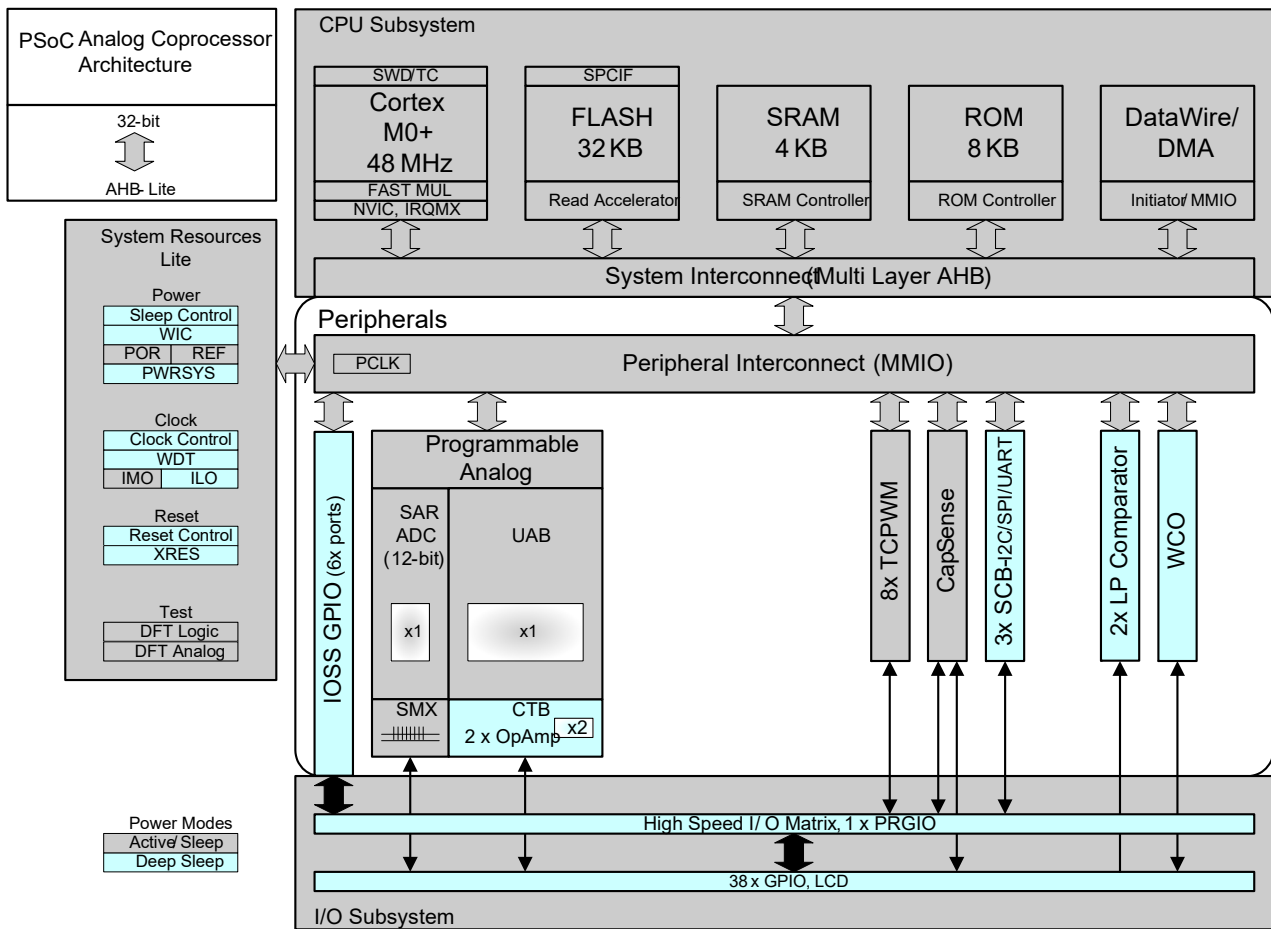 PSoC Analog Coprocessor
Architecture
32-bit
AHB- Lite
CPU Subsystem
SWD/TC
Cortex
M0+
48 MHz
FAST MUL
NVIC, IRQMX
SPCIF
FLASH
32 KB
Read Accelerator
SRAM
4 KB
SRAM Controller
ROM
8 KB
ROM Controller
DataWire/
DMA
Initiator/ MMIO
System Interconnect (Multi Layer AHB)
System Resources
Lite
Power
Sleep Control
WIC
POR REF
PWRSYS
Clock
Clock Control
WDT
IMO ILO
Reset
Reset Control
XRES
Test
DFT Logic
DFT Analog
Peripherals
PCLK
Peripheral Interconnect (MMIO)
IOSS GPIO (6x ports)
Programmable
Analog
SAR
ADC
(12-bit)
x1
UAB
x1
SMX
CTB
2 x OpAmp x2
8x TCPWM
CapSense
3x SCB-I2C/SPI/UART
2x LP Comparator
WCO
Power Modes
Active/ Sleep
Deep Sleep
High Speed I/ O Matrix, 1 x PRGIO
38 x GPIO, LCD
I/O Subsystem